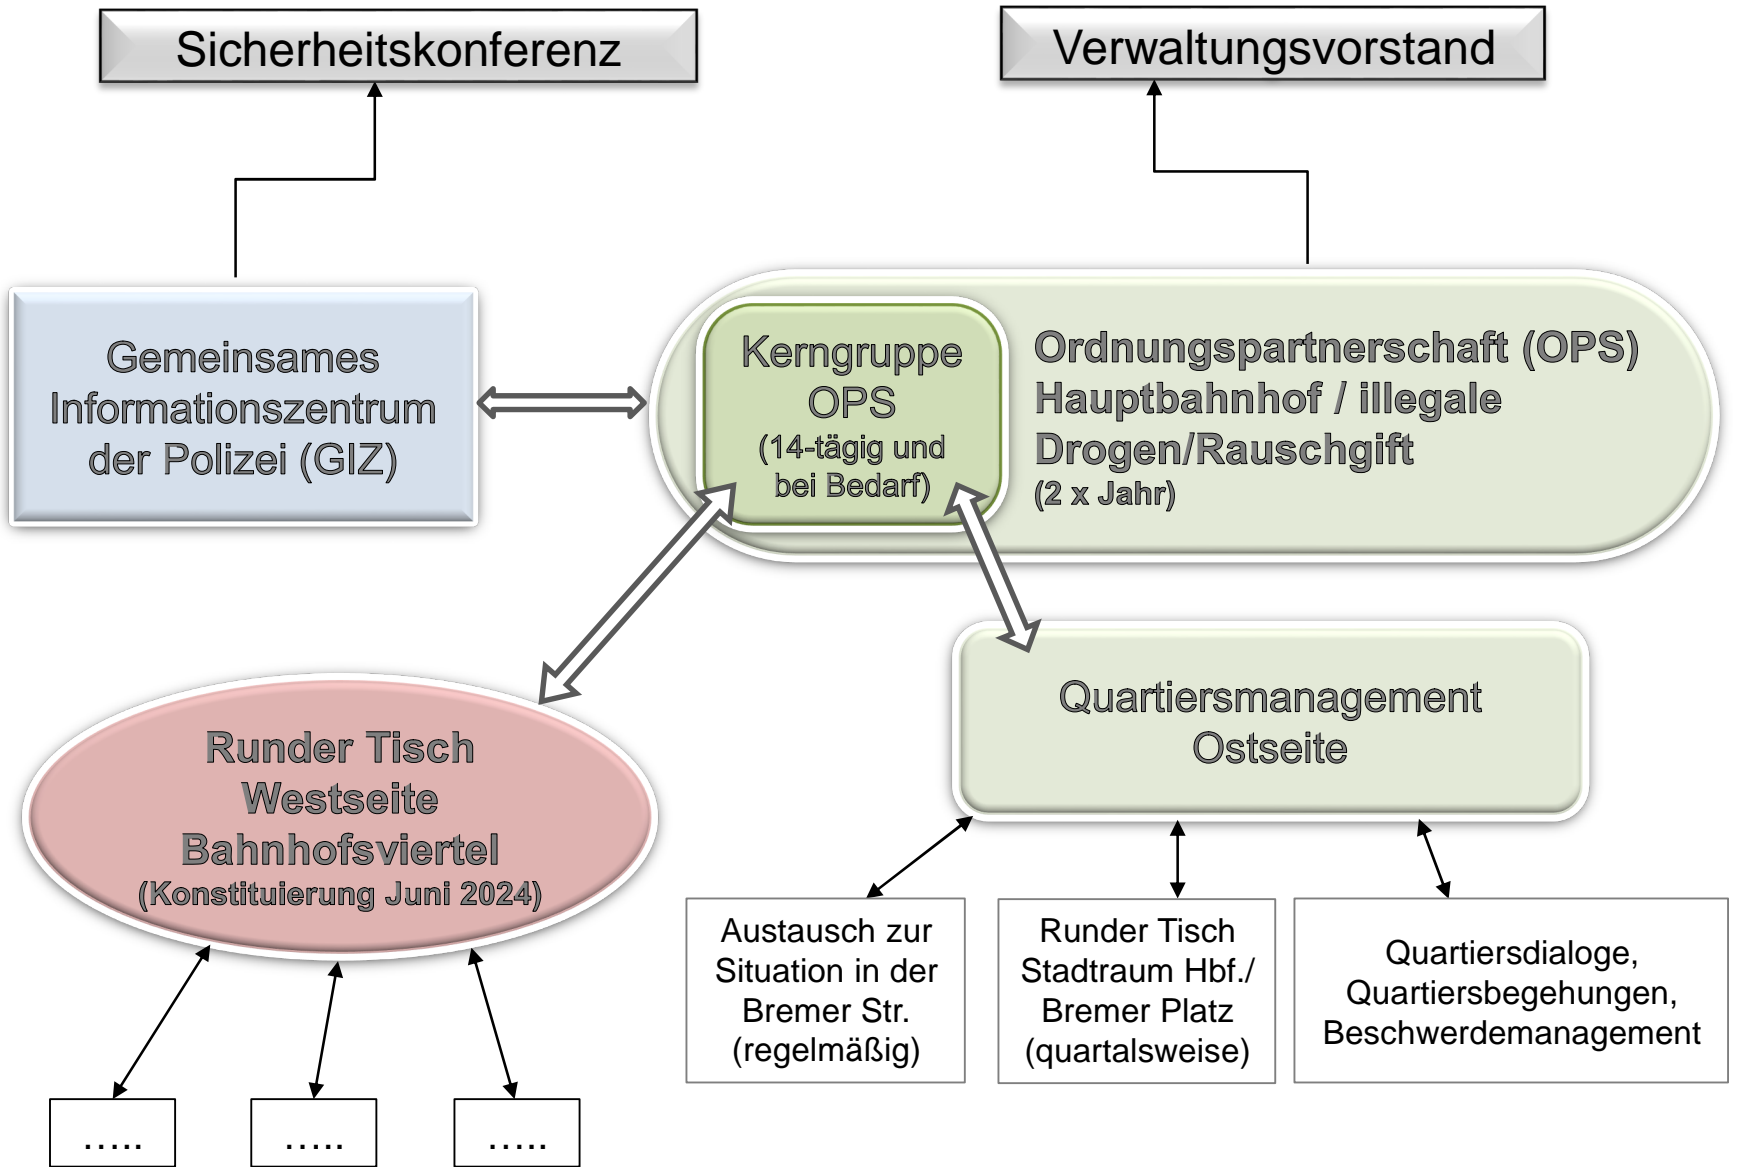 Sicherheitskonferenz
Verwaltungsvorstand
Gemeinsames
Informationszentrum
der Polizei (GIZ)
Kerngruppe
OPS
(14-tägig und
bei Bedarf)
Ordnungspartnerschaft (OPS)
Hauptbahnhof / illegale
Drogen/Rauschgift
(2 x Jahr)
Runder Tisch
Westseite
Bahnhofsviertel
(Konstituierung Juni 2024)
Quartiersmanagement
Ostseite
Austausch zur
Situation in der
Bremer Str.
(regelmäßig)
Runder Tisch
Stadtraum Hbf./
Bremer Platz
(quartalsweise)
Quartiersdialoge,
Quartiersbegehungen,
Beschwerdemanagement
…..
…..
…..